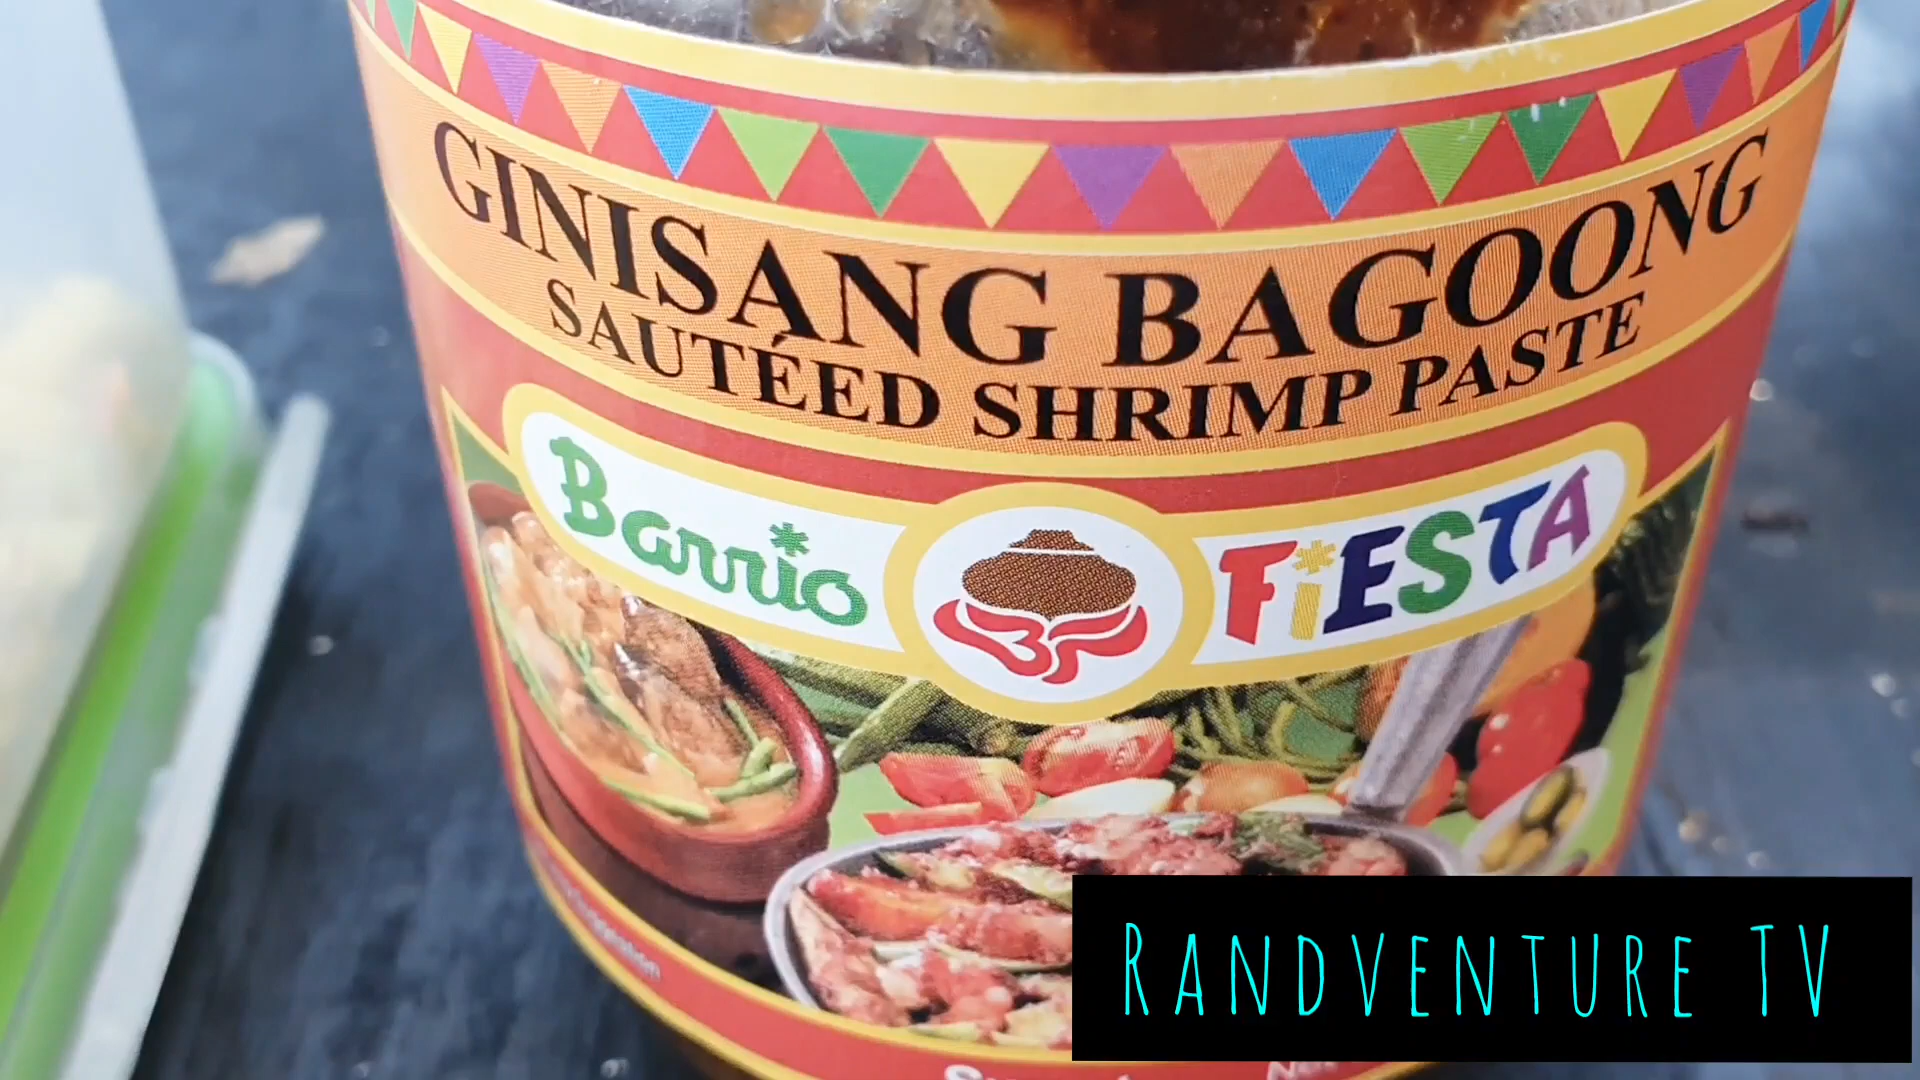 GINISANG BAGOONG
SAUTÉED SHRIMP PASTE
Barrio FiESTA
RANDVENTURE TV